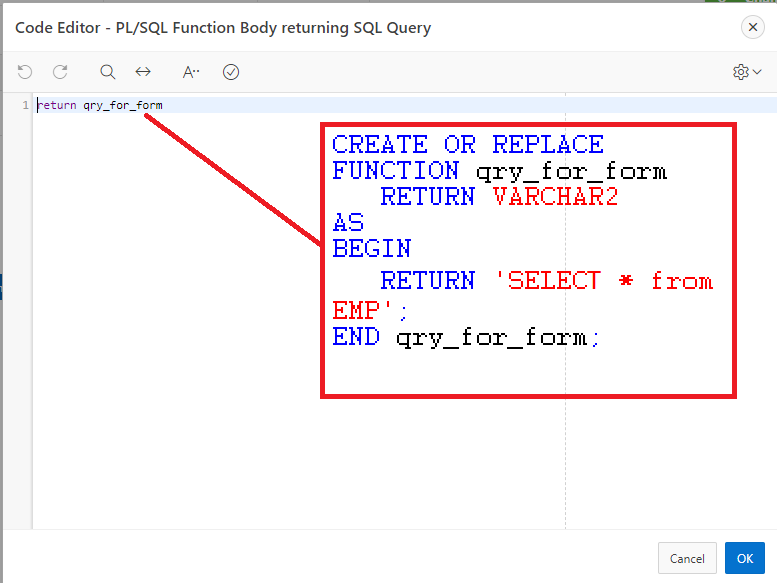 Code Editor - PL/SQL Function Body returning SQL Query
A··
1 return qry_for_form
CREATE OR REPLACE
FUNCTION qry_for_form
RETURN VARCHAR2
AS
BEGIN
RETURN 'SELECT * from
EMP';
END qry_for_form;
Cancel OK